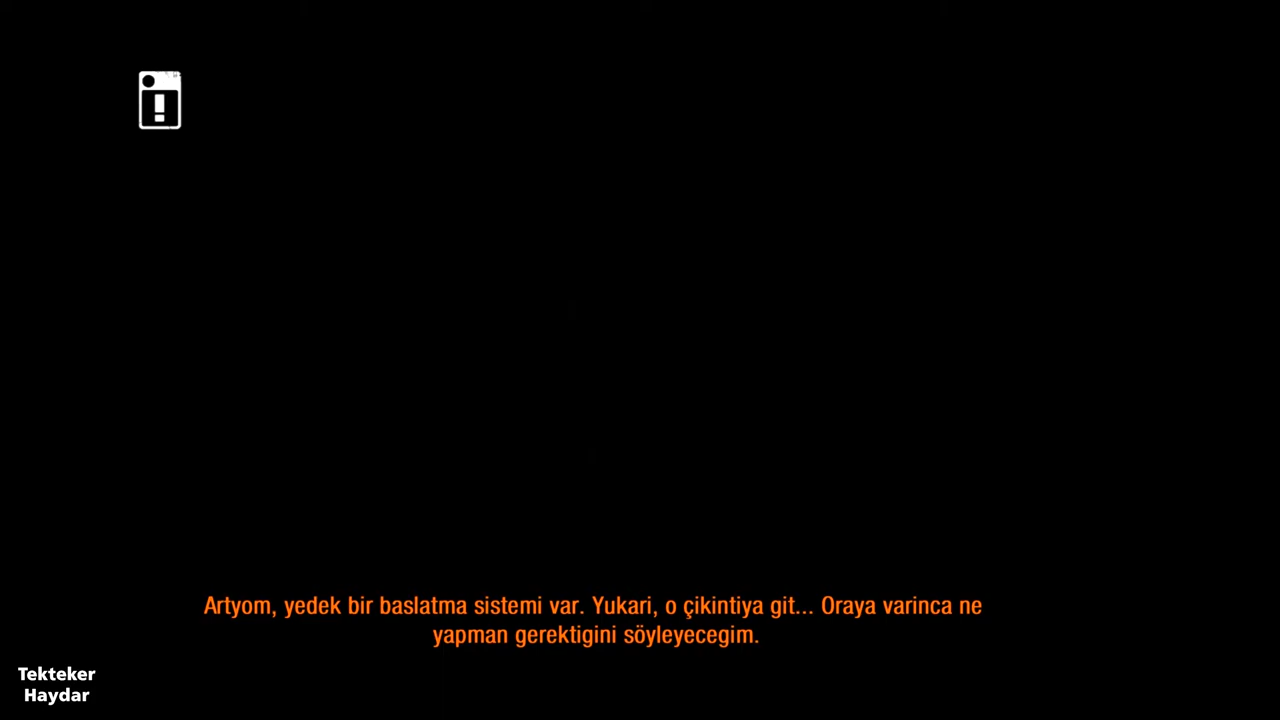 Artyom, yedek bir baslatma sistemi var. Yukari, o çikintiya git... Oraya varinca ne
yapman gerektigini söyleyecegim.
Tekteker
Haydar